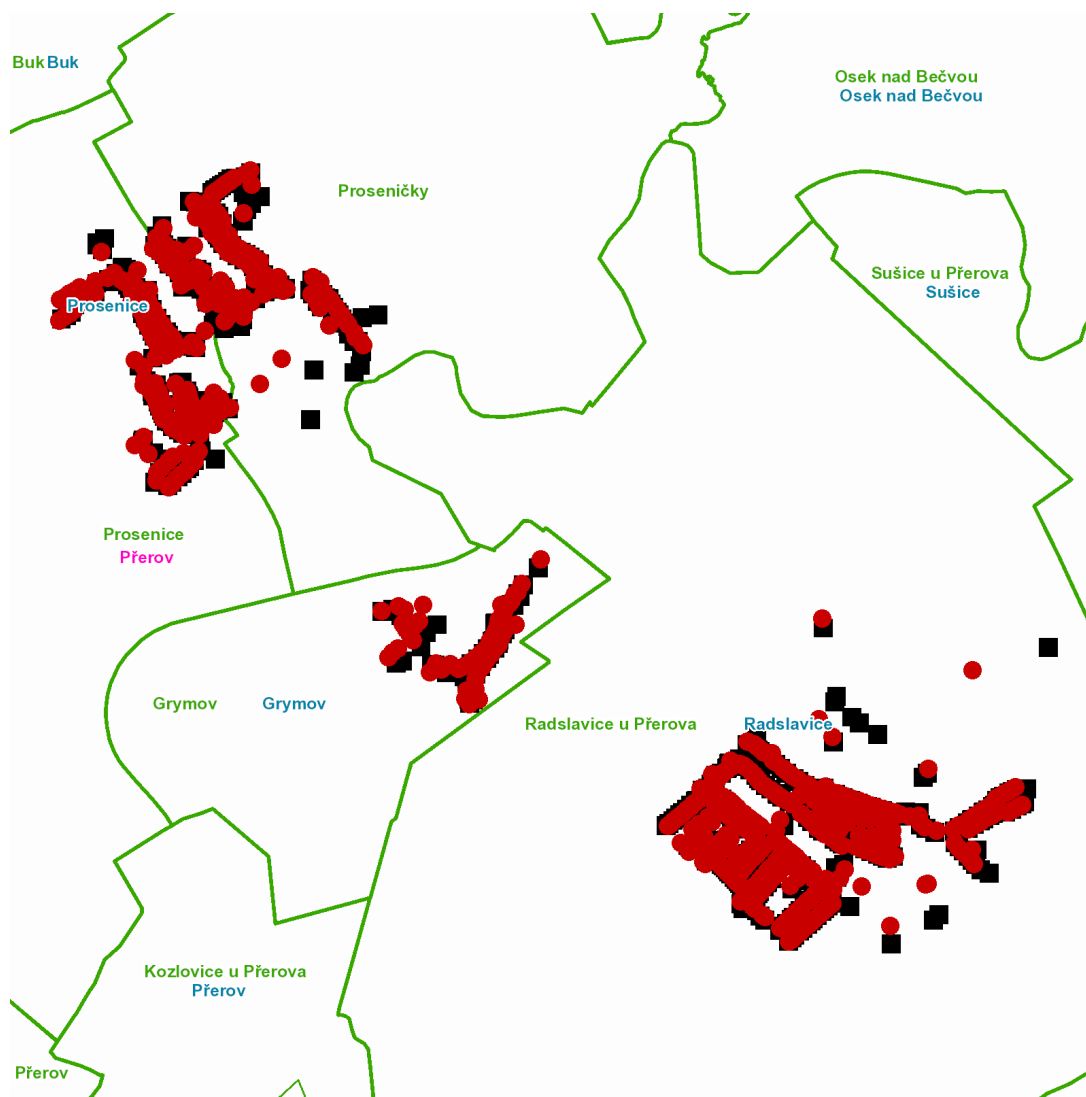 Buk Buk
Osek nad Bečvou
Osek nad Bečvou
Proseničky
Sušice u Přerova
Sušice
Prosenice
Prosenice
Přerov
Grymov Grymov
Radslavice u Přerova Radslavice
Kozlovice u Přerova
Přerov
Přerov